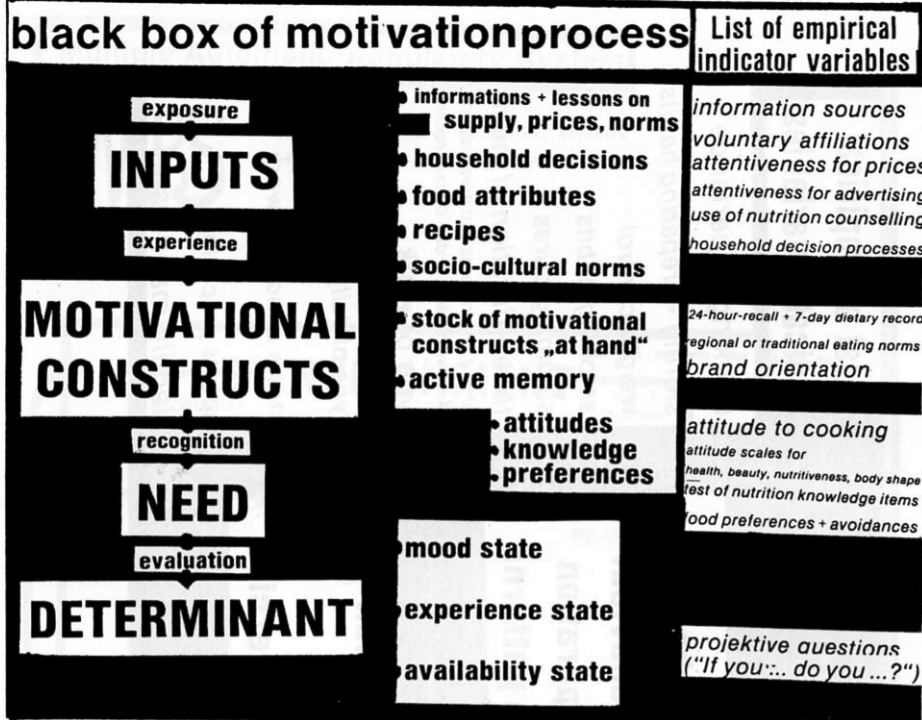 black box of motivationprocess
List of empirical
indicator variables
exposure
INPUTS
experience
MOTIVATIONAL
CONSTRUCTS
recognition
NEED
evaluation
DETERMINANT
• informations + lessons on
supply, prices, norms
• household decisions
• food attributes
• recipes
• socio-cultural norms
• stock of motivational
constructs „at hand“
• active memory
• attitudes
• knowledge
• preferences
• mood state
• experience state
• availability state
information sources
voluntary affiliations
attentiveness for prices
attentiveness for advertising
use of nutrition counselling
household decision processes
24-hour-recall + 7-day dietary record
regional or traditional eating norms
brand orientation
attitude to cooking
attitude scales for
health, beauty, nutritiveness, body shape
test of nutrition knowledge items
food preferences + avoidances
projektive questions
("If you ... do you ...?")